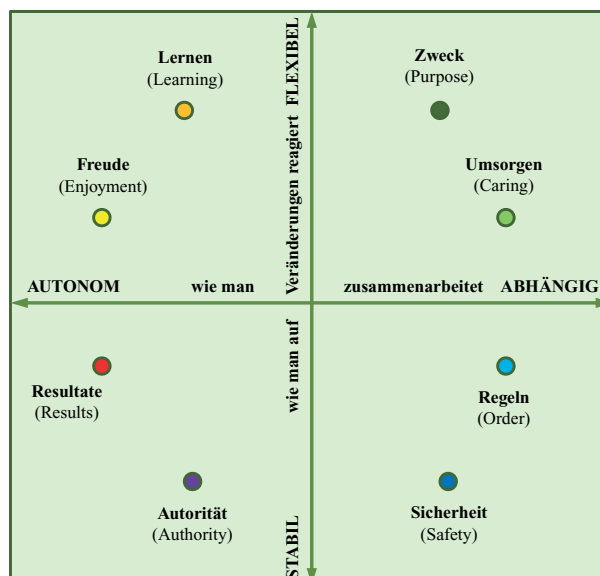 Lernen
(Learning)
Zweck
(Purpose)
Freude
(Enjoyment)
Umsorgen
(Caring)
AUTONOM wie man zusammenarbeitet ABHÄNGIG
STABIL wie man auf Veränderungen reagiert FLEXIBEL
Resultate
(Results)
Regeln
(Order)
Autorität
(Authority)
Sicherheit
(Safety)